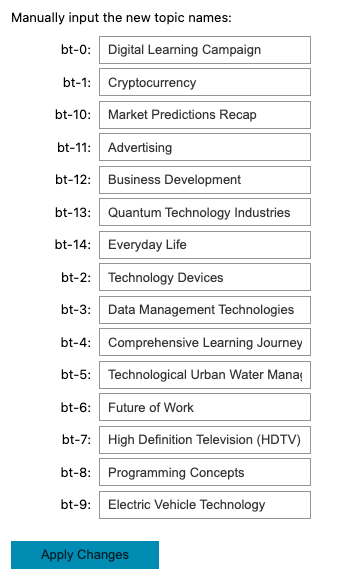 Manually input the new topic names:
bt-0: Digital Learning Campaign
bt-1: Cryptocurrency
bt-10: Market Predictions Recap
bt-11: Advertising
bt-12: Business Development
bt-13: Quantum Technology Industries
bt-14: Everyday Life
bt-2: Technology Devices
bt-3: Data Management Technologies
bt-4: Comprehensive Learning Journey
bt-5: Technological Urban Water
bt-6: Future of Work
bt-7: High Definition Television (HDTV)
bt-8: Programming Concepts
bt-9: Electric Vehicle Technology
Apply Changes